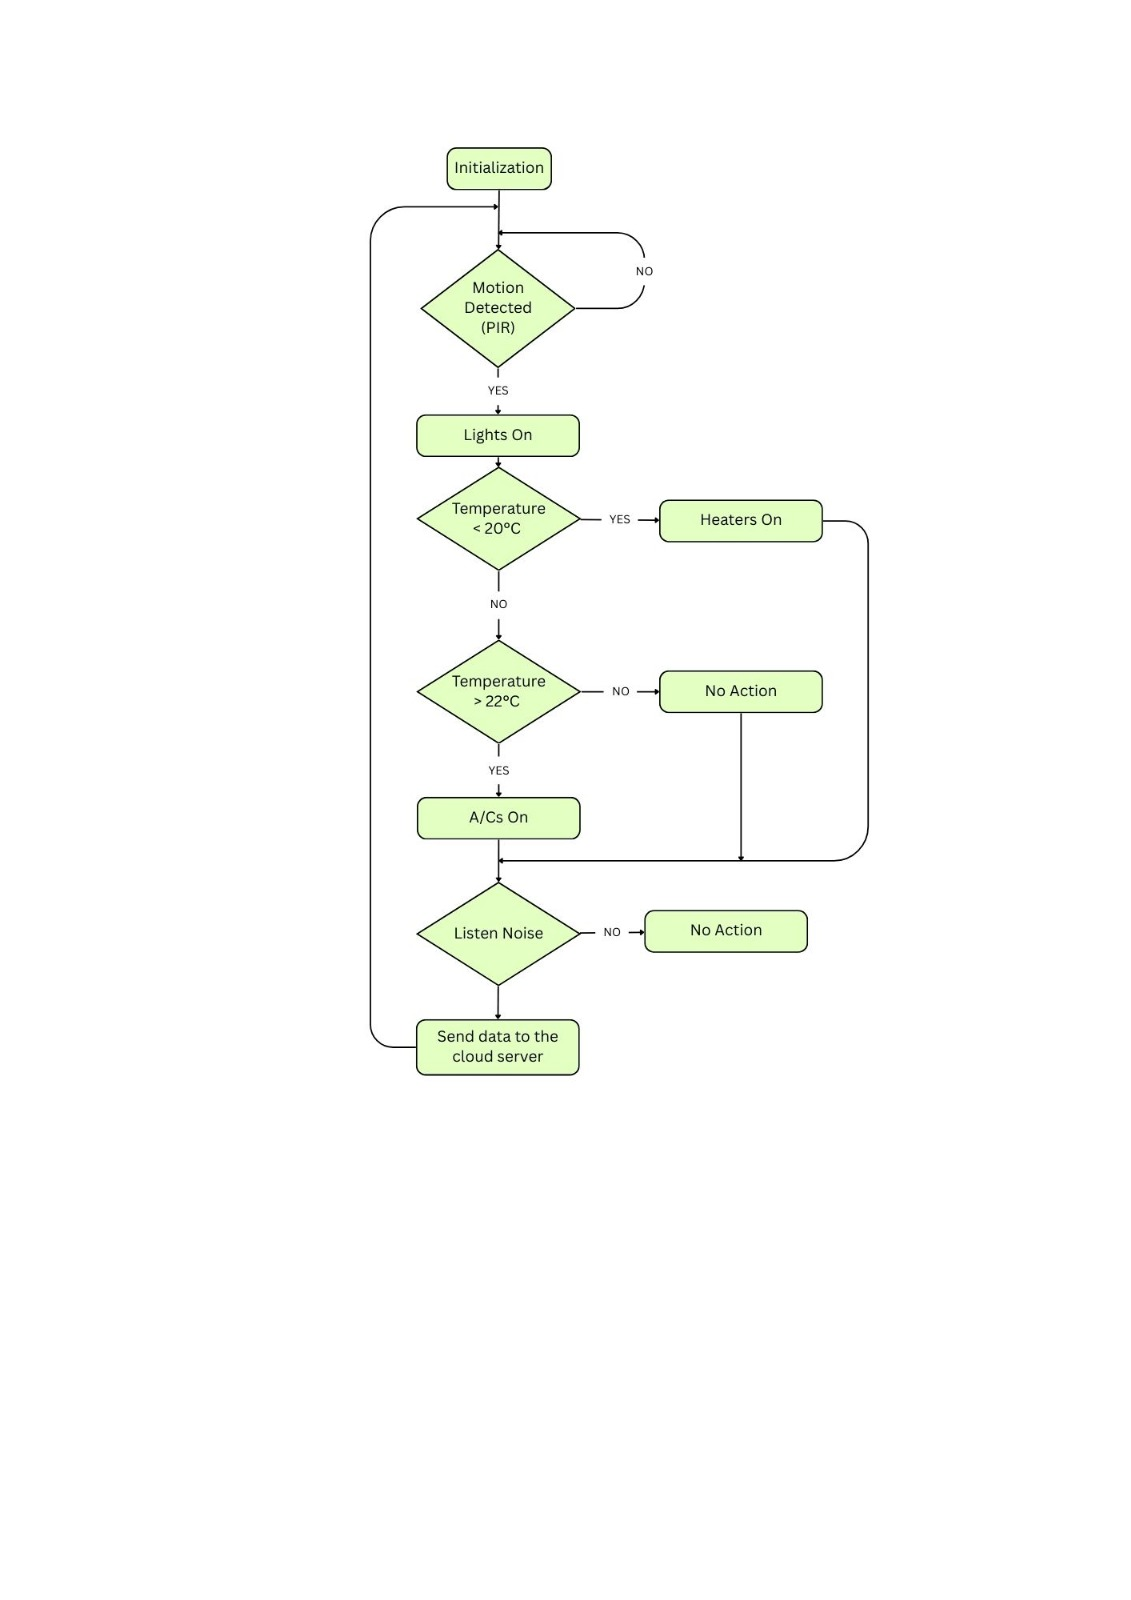 Initialization
NO
Motion
Detected
(PIR)
YES
Lights On
Temperature
< 20°C
YES
Heaters On
NO
Temperature
> 22°C
NO
No Action
YES
A/Cs On
Listen Noise
NO
No Action
Send data to the
cloud server